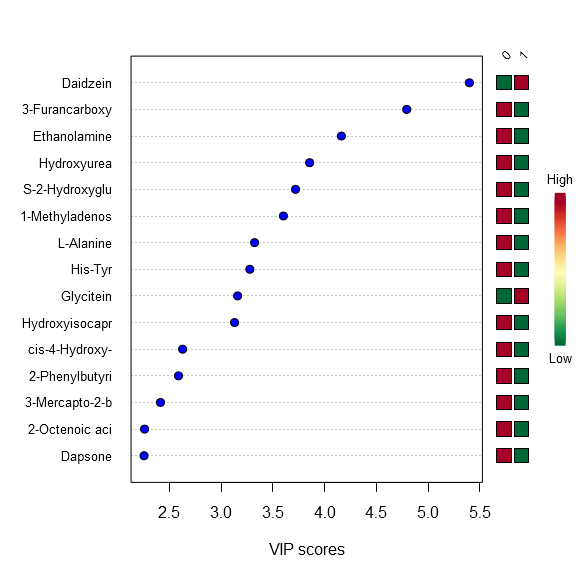 0 1
Daidzein
3-Furancarboxy
Ethanolamine
Hydroxyurea
S-2-Hydroxyglu
1-Methyladenos
L-Alanine
His-Tyr
Glycitein
Hydroxyisocapr
cis-4-Hydroxy-
2-Phenylbutyri
3-Mercapto-2-b
2-Octenoic aci
Dapsone
High
Low
2.5 3.0 3.5 4.0 4.5 5.0 5.5
VIP scores